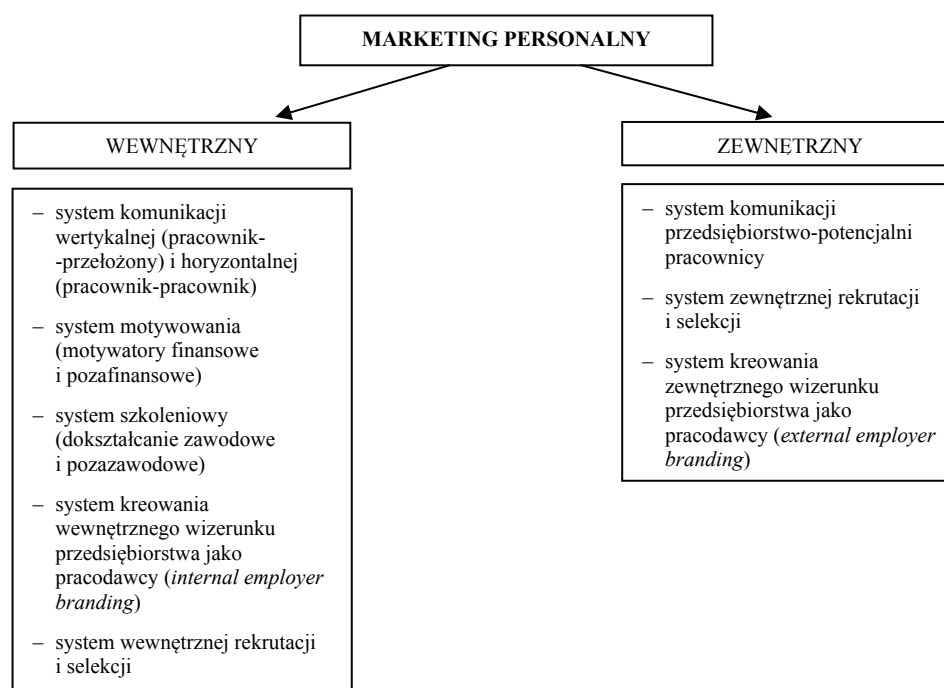 MARKETING PERSONALNY
WEWNĘTRZNY
– system komunikacji
wertykalnej (pracownik-
-przełożony) i horyzontalnej
(pracownik-pracownik)
– system motywowania
(motywatory finansowe
i pozafinansowe)
– system szkoleniowy
(dokształcanie zawodowe
i pozazawodowe)
– system kreowania
wewnętrznego wizerunku
przedsiębiorstwa jako
pracodawcy (internal employer
branding)
– system wewnętrznej rekrutacji
i selekcji
ZEWNĘTRZNY
– system komunikacji
przedsiębiorstwo-potencjalni
pracownicy
– system zewnętrznej rekrutacji
i selekcji
– system kreowania
zewnętrznego wizerunku
przedsiębiorstwa jako
pracodawcy (external employer
branding)